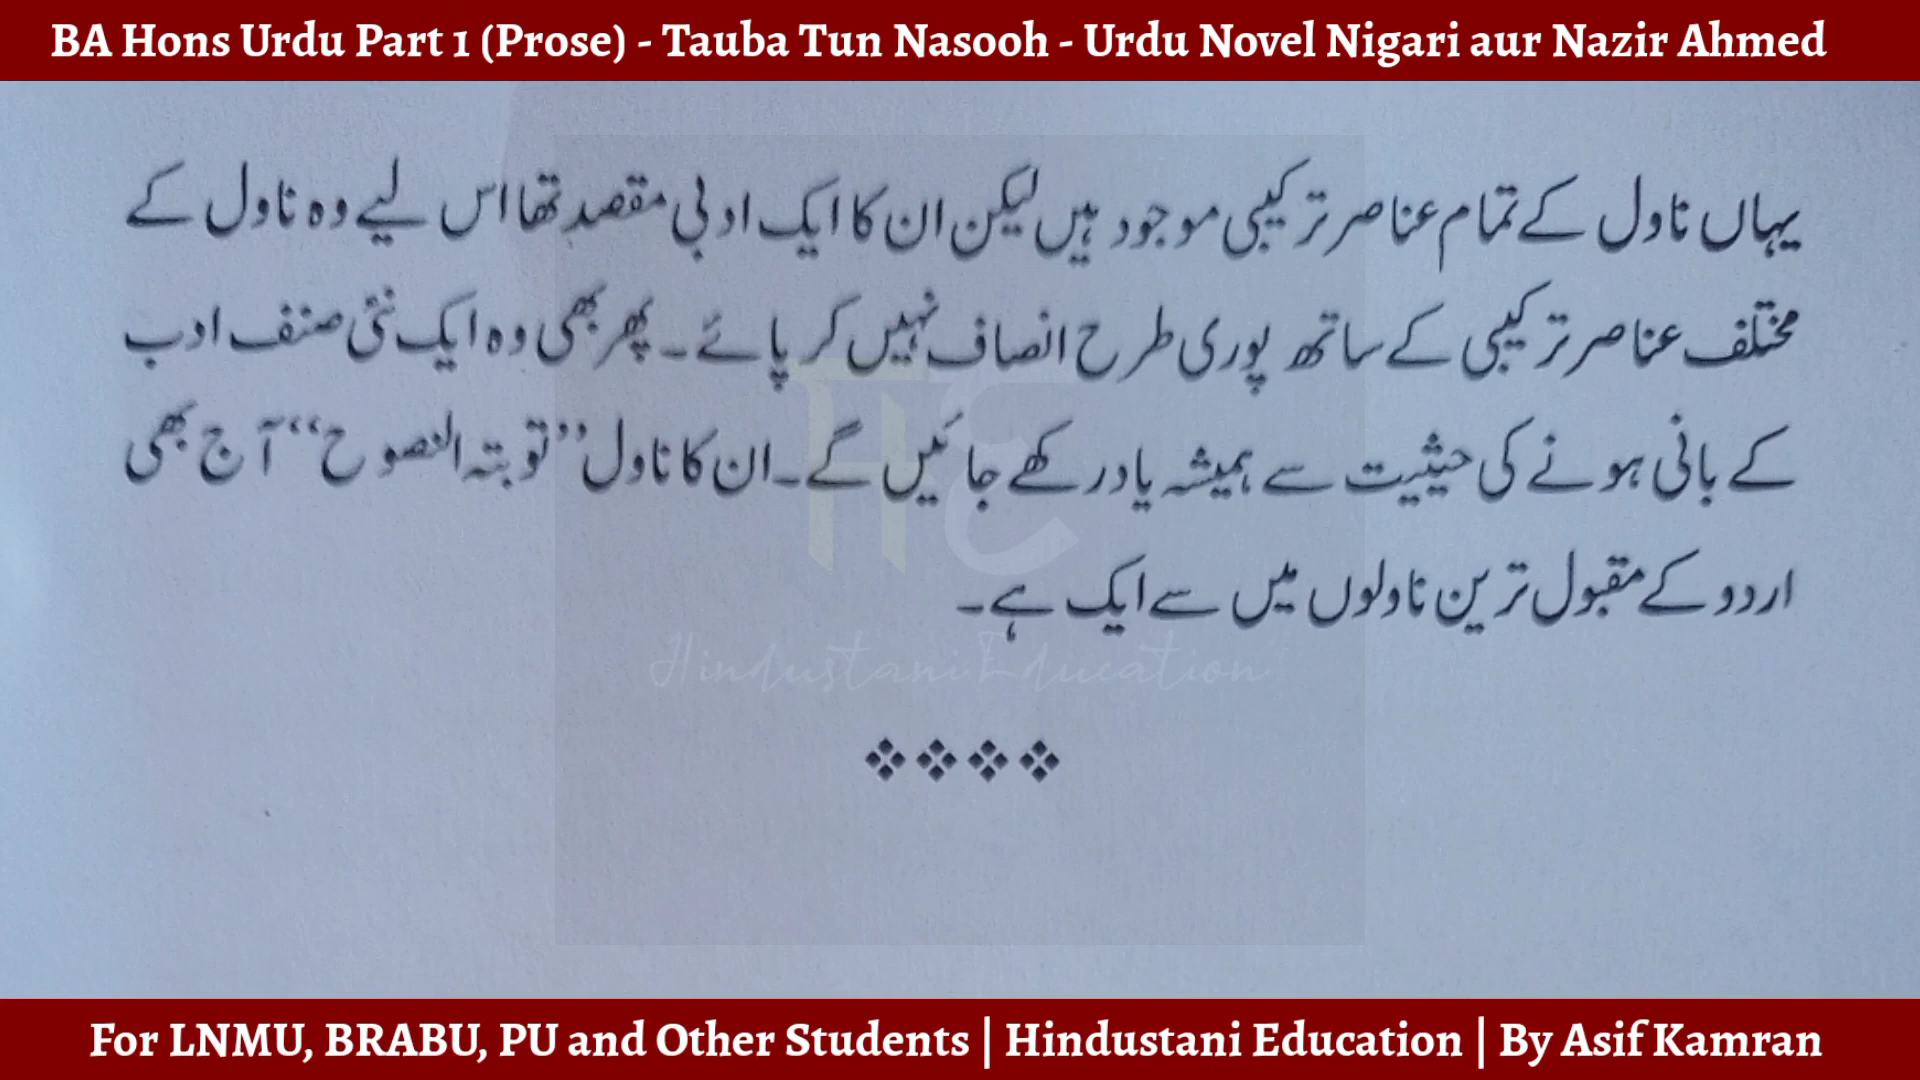 BA Hons Urdu Part 1 (Prose) - Tauba Tun Nasooh - Urdu Novel Nigari aur Nazir Ahmed
یہاں ناول کے تمام عناصر ترکیبی موجود ہیں لیکن ان کا ایک ادبی مقصد تھا اس لیے وہ ناول کے
مختلف عناصر ترکیبی کے ساتھ پوری طرح انصاف نہیں کر پائے۔ پھر بھی وہ ایک نئی صنف ادب
کے بانی ہونے کی حیثیت سے ہمیشہ یاد رکھے جائیں گے۔ ان کا ناول ’’توبتہ النصوح‘‘ آج بھی
اردو کے مقبول ترین ناولوں میں سے ایک ہے۔
HE
Hindustani Education
For LNMU, BRABU, PU and Other Students | Hindustani Education | By Asif Kamran